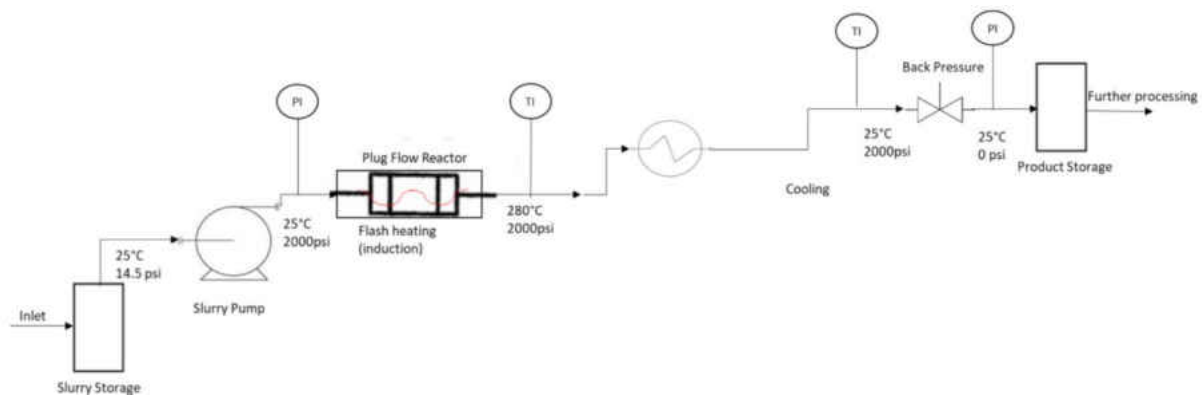 Inlet
Slurry Storage
25°C
14.5 psi
Slurry Pump
PI
25°C
2000psi
Plug Flow Reactor
Flash heating
(induction)
TI
280°C
2000psi
Cooling
TI
25°C
2000psi
Back Pressure
PI
25°C
0 psi
Product Storage
Further processing